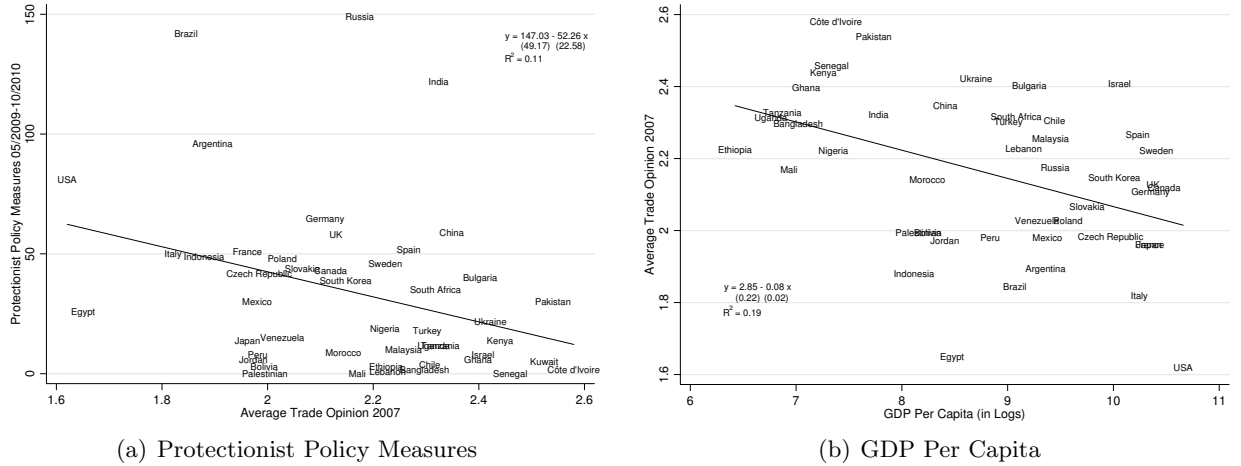 Protectionist Policy Measures 05/2009-10/2010
150
100
50
0
Russia
Brazil
y = 147.03 - 52.26 x
(49.17) (22.58)
R² = 0.11
India
Argentina
USA
Germany
UK
China
Italy
Indonesia
France
Spain
Poland
Czech Republic
Slovakia
Canada
Sweden
South Korea
Bulgaria
South Africa
Mexico
Pakistan
Egypt
Ukraine
Japan
Venezuela
Nigeria
Turkey
Kenya
Uganda
Tanzania
Peru
Jordan
Morocco
Malaysia
Israel
Ghana
Bolivia
Ethiopia
Chile
Kuwait
Palestinian
Mali
Lebanon
Bangladesh
Senegal
Côte d'Ivoire
1.6 1.8 2 2.2 2.4 2.6
Average Trade Opinion 2007
(a) Protectionist Policy Measures
Average Trade Opinion 2007
2.6
2.4
2.2
2
1.8
1.6
Côte d'Ivoire
Pakistan
Senegal
Kenya
Ghana
Ukraine
Bulgaria
Israel
China
Tanzania
Uganda
Bangladesh
India
South Africa
Turkey
Chile
Malaysia
Spain
Ethiopia
Nigeria
Lebanon
Sweden
Mali
Russia
Morocco
South Korea
UK
Canada
Germany
Slovakia
Venezuela
Poland
Palestinian
Bolivia
Jordan
Peru
Mexico
Czech Republic
France
Japan
Indonesia
Argentina
Brazil
Italy
y = 2.85 - 0.08 x
(0.22) (0.02)
R² = 0.19
Egypt
USA
6 7 8 9 10 11
GDP Per Capita (in Logs)
(b) GDP Per Capita